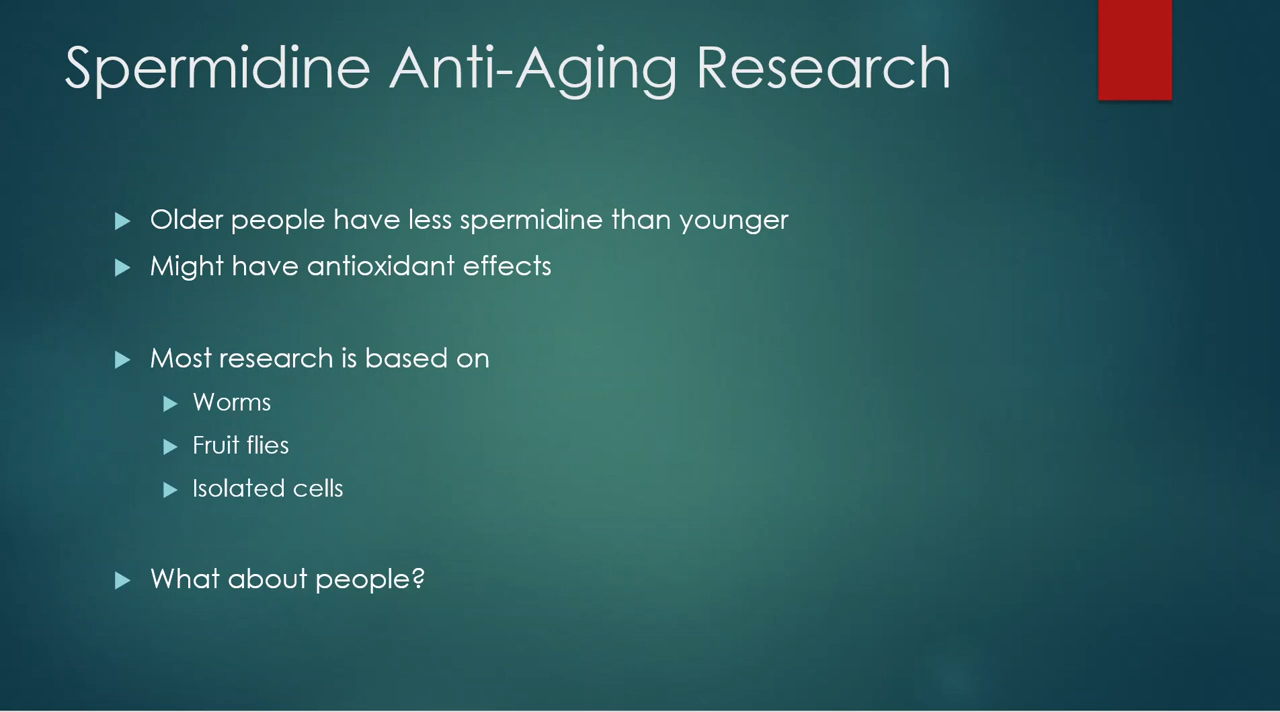 Spermidine Anti-Aging Research
Older people have less spermidine than younger
Might have antioxidant effects
Most research is based on
Worms
Fruit flies
Isolated cells
What about people?